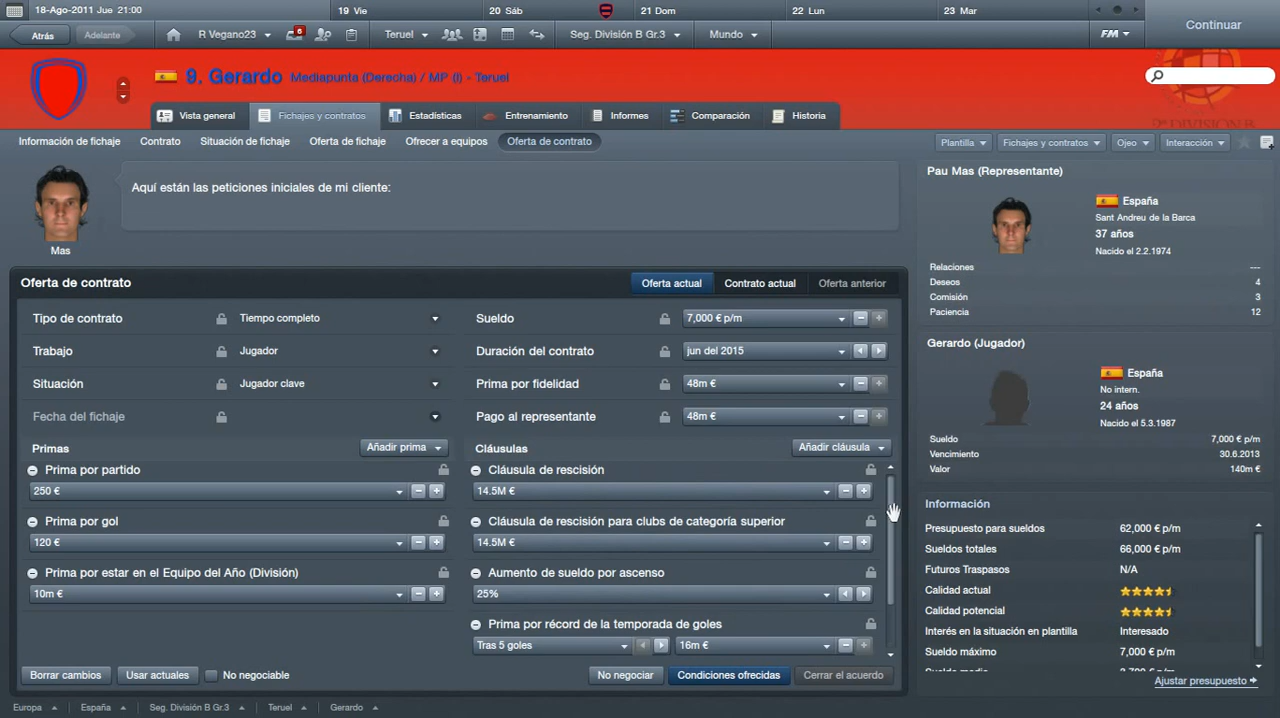 18-Ago-2011 Jue 21:00
19 Vie
20 Sáb
21 Dom
22 Lun
23 Mar
Continuar
Atrás
Adelante
R Vegano23
6
Teruel
Seg. División B Gr.3
Mundo
FM
9. Gerardo
Mediapunta (Derecha) / MP (I) - Teruel
Vista general
Fichajes y contratos
Estadísticas
Entrenamiento
Informes
Comparación
Historia
Información de fichaje
Contrato
Situación de fichaje
Oferta de fichaje
Ofrecer a equipos
Oferta de contrato
Plantilla
Fichajes y contratos
Ojeo
Interacción
Aquí están las peticiones iniciales de mi cliente:
Mas
Pau Mas (Representante)
España
Sant Andreu de la Barca
37 años
Nacido el 2.2.1974
Relaciones ---
Deseos 4
Comisión 3
Paciencia 12
Gerardo (Jugador)
España
No intern.
24 años
Nacido el 5.3.1987
Sueldo 7,000 € p/m
Vencimiento 30.6.2013
Valor 140m €
Información
Presupuesto para sueldos 62,000 € p/m
Sueldos totales 66,000 € p/m
Futuros Traspasos N/A
Calidad actual
Calidad potencial
Interés en la situación en plantilla Interesado
Sueldo máximo 7,000 € p/m
Ajustar presupuesto
Oferta de contrato
Oferta actual
Contrato actual
Oferta anterior
Tipo de contrato Tiempo completo
Sueldo 7,000 € p/m
Trabajo Jugador
Duración del contrato jun del 2015
Situación Jugador clave
Prima por fidelidad 48m €
Fecha del fichaje
Pago al representante 48m €
Primas
Añadir prima
Cláusulas
Añadir cláusula
Prima por partido
250 €
Prima por gol
120 €
Prima por estar en el Equipo del Año (División)
10m €
Cláusula de rescisión
14.5M €
Cláusula de rescisión para clubs de categoría superior
14.5M €
Aumento de sueldo por ascenso
25%
Prima por récord de la temporada de goles
Tras 5 goles
16m €
Borrar cambios
Usar actuales
No negociable
No negociar
Condiciones ofrecidas
Cerrar el acuerdo
Europa
España
Seg. División B Gr.3
Teruel
Gerardo